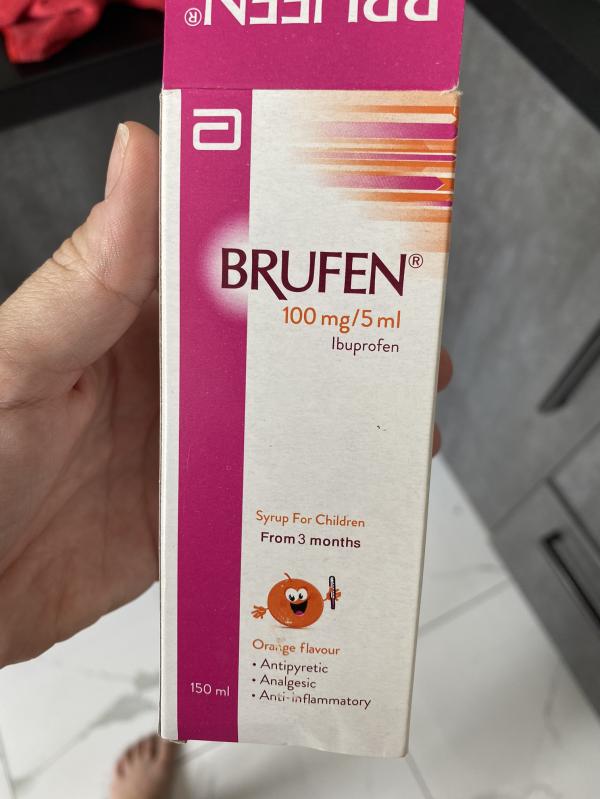 BRUFEN®
BRUFEN®
100 mg/5 ml
Ibuprofen
Syrup For Children
From 3 months
Orange flavour
• Antipyretic
• Analgesic
• Anti-inflammatory
150 ml